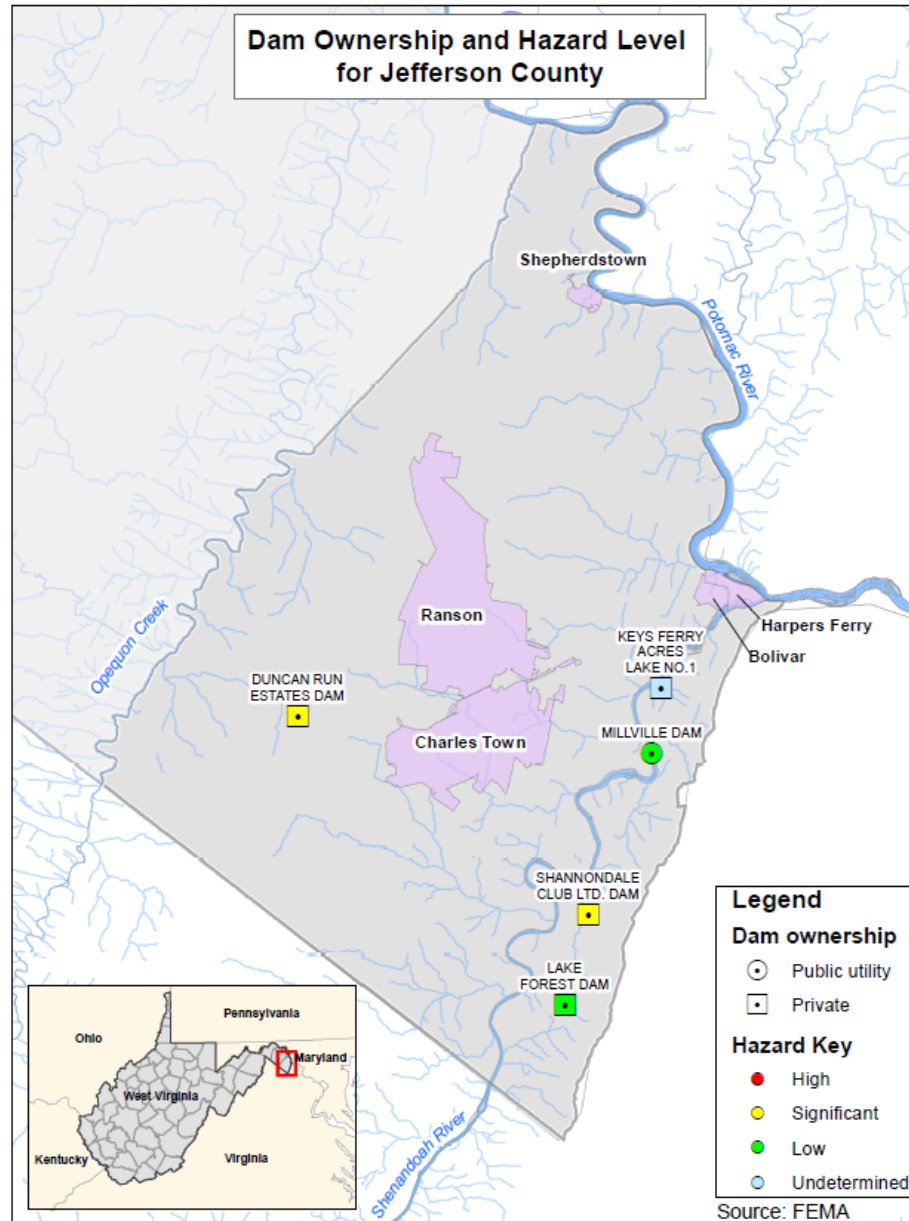 Dam Ownership and Hazard Level
for Jefferson County
Shepherdstown
Potomac River
Opequon Creek
Ranson
Harpers Ferry
Bolivar
KEYS FERRY
ACRES
LAKE NO.1
DUNCAN RUN
ESTATES DAM
MILLVILLE DAM
Charles Town
SHANNONDALE
CLUB LTD. DAM
LAKE
FOREST DAM
Shenandoah River
Legend
Dam ownership
Public utility
Private
Hazard Key
High
Significant
Low
Undetermined
Source: FEMA
Pennsylvania
Ohio
Maryland
West Virginia
Kentucky
Virginia